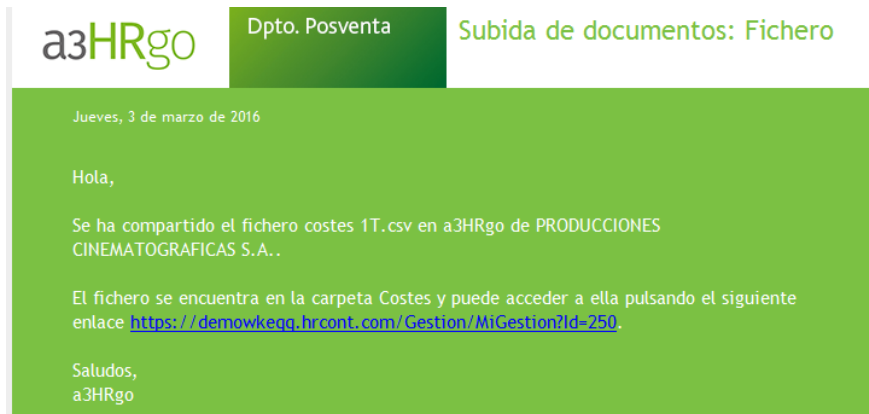 a3HRgo
Dpto. Posventa
Subida de documentos: Fichero
Jueves, 3 de marzo de 2016
Hola,
Se ha compartido el fichero costes 1T.csv en a3HRgo de PRODUCCIONES
CINEMATOGRAFICAS S.A..
El fichero se encuentra en la carpeta Costes y puede acceder a ella pulsando el siguiente
enlace https://demowkegq.hrcont.com/Gestion/MiGestion?Id=250.
Saludos,
a3HRgo